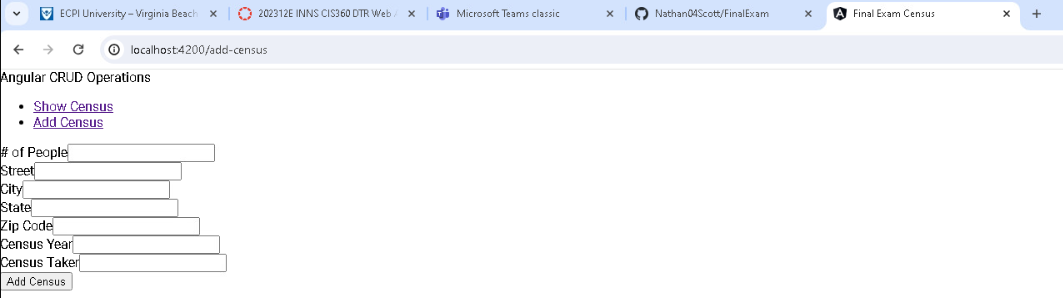 ECPI University – Virginia Beach
202312E INNS CIS360 DTR Web
Microsoft Teams classic
Nathan04Scott/FinalExam
Final Exam Census
localhost:4200/add-census
Angular CRUD Operations
Show Census
Add Census
# of People
Street
City
State
Zip Code
Census Year
Census Taker
Add Census